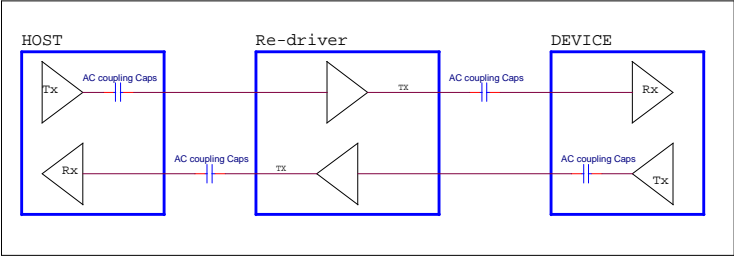 HOST
Re-driver
DEVICE
AC coupling Caps
AC coupling Caps
Tx
TX
Rx
AC coupling Caps
AC coupling Caps
Rx
TX
Tx